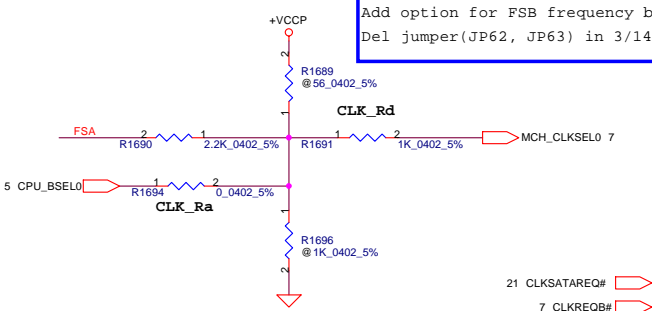 Add option for FSB frequency b
Del jumper(JP62, JP63) in 3/14
+VCCP
2
R1689
@56_0402_5%
1
CLK_Rd
FSA
2
1
1
2
MCH_CLKSEL0 7
R1690
2.2K_0402_5%
R1691
1K_0402_5%
5 CPU_BSEL0
1
2
R1694
0_0402_5%
CLK_Ra
1
R1696
@1K_0402_5%
2
21 CLKSATAREQ#
7 CLKREQB#